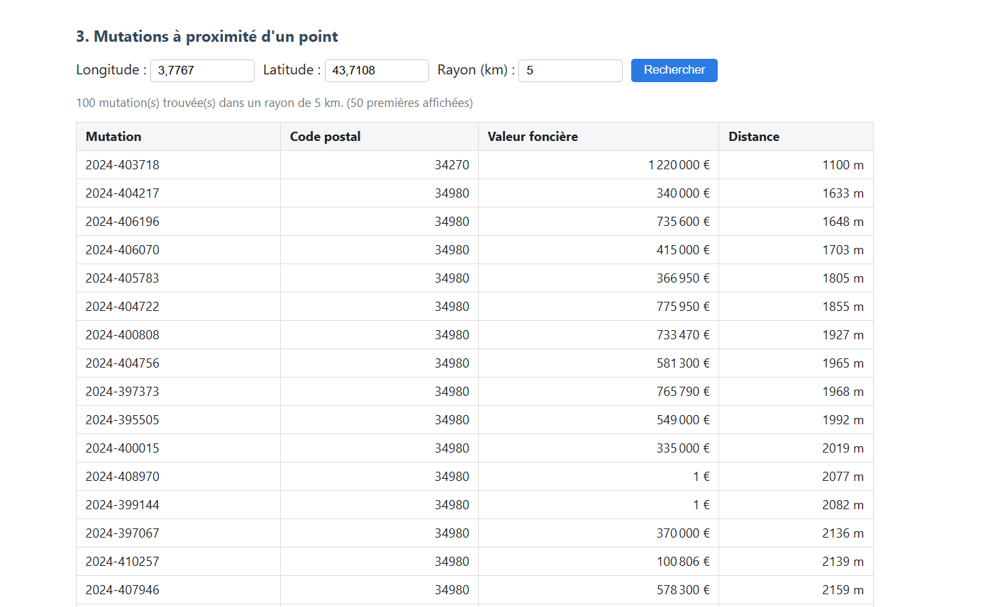 3. Mutations à proximité d'un point
Longitude : 3,7767 Latitude : 43,7108 Rayon (km) : 5 Rechercher
100 mutation(s) trouvée(s) dans un rayon de 5 km. (50 premières affichées)
Mutation Code postal Valeur foncière Distance
2024-403718 34270 1 220 000 € 1100 m
2024-404217 34980 340 000 € 1633 m
2024-406196 34980 735 600 € 1648 m
2024-406070 34980 415 000 € 1703 m
2024-405783 34980 366 950 € 1805 m
2024-404722 34980 775 950 € 1855 m
2024-400808 34980 733 470 € 1927 m
2024-404756 34980 581 300 € 1965 m
2024-397373 34980 765 790 € 1968 m
2024-395505 34980 549 000 € 1992 m
2024-400015 34980 335 000 € 2019 m
2024-408970 34980 1 € 2077 m
2024-399144 34980 1 € 2082 m
2024-397067 34980 370 000 € 2136 m
2024-410257 34980 100 806 € 2139 m
2024-407946 34980 578 300 € 2159 m